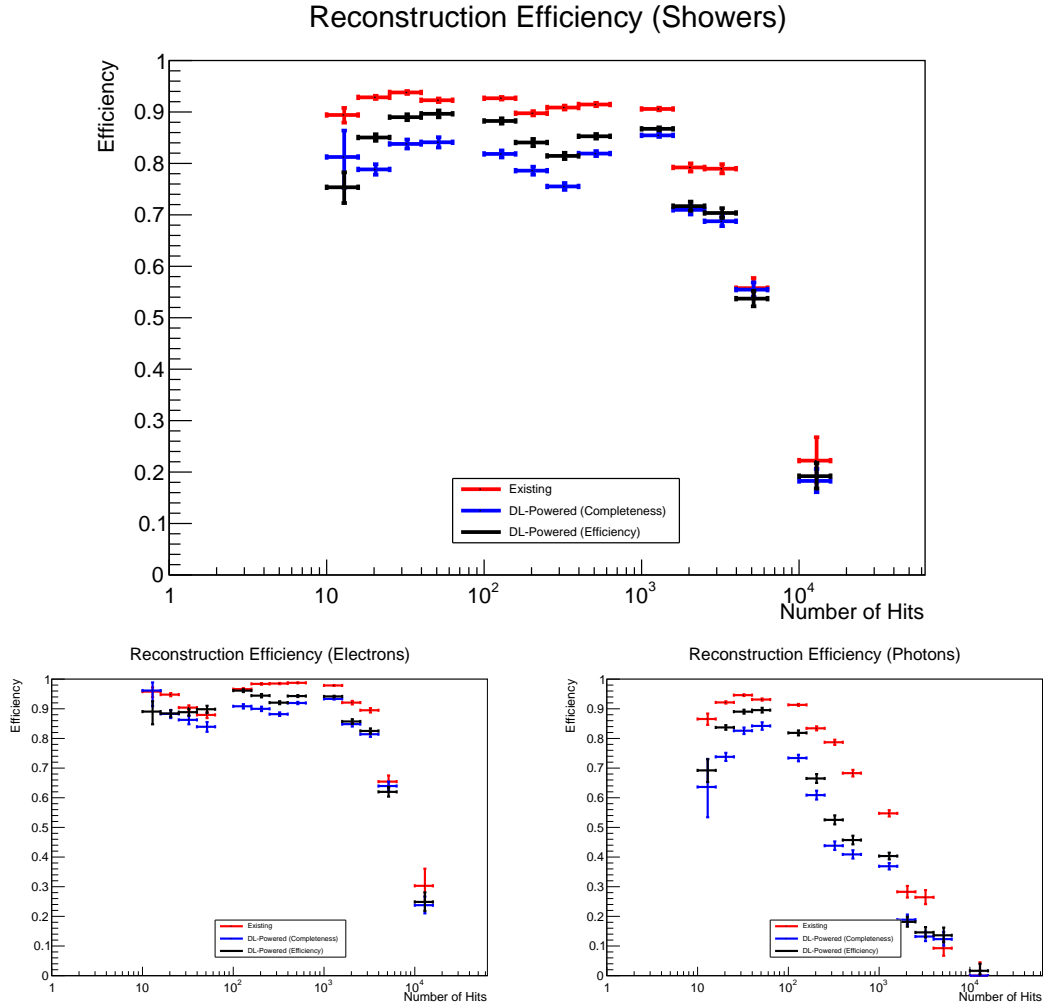 Reconstruction Efficiency (Showers)
Efficiency
1
0.9
0.8
0.7
0.6
0.5
0.4
0.3
0.2
0.1
0
Existing
DL-Powered (Completeness)
DL-Powered (Efficiency)
1 10 10² 10³ 10⁴
Number of Hits
Reconstruction Efficiency (Electrons)
Efficiency
1
0.9
0.8
0.7
0.6
0.5
0.4
0.3
0.2
0.1
0
Existing
DL-Powered (Completeness)
DL-Powered (Efficiency)
1 10 10² 10³ 10⁴
Number of Hits
Reconstruction Efficiency (Photons)
Efficiency
1
0.9
0.8
0.7
0.6
0.5
0.4
0.3
0.2
0.1
0
Existing
DL-Powered (Completeness)
DL-Powered (Efficiency)
1 10 10² 10³ 10⁴
Number of Hits